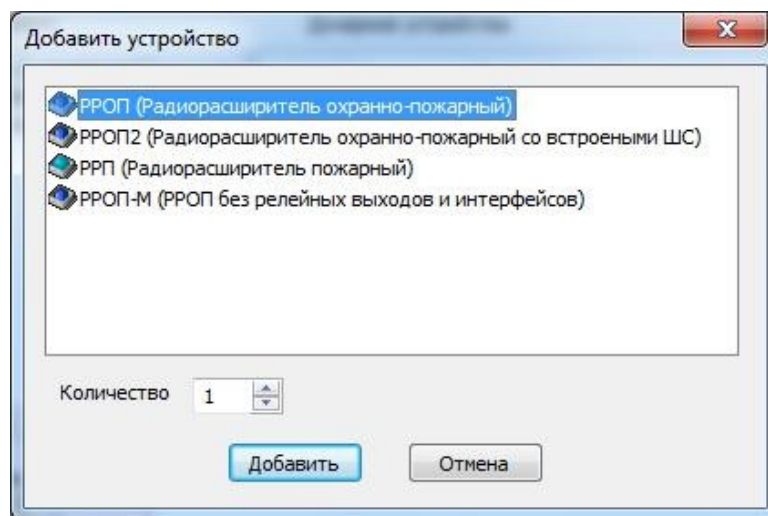 Добавить устройство
РРОП (Радиорасширитель охранно-пожарный)
РРОП2 (Радиорасширитель охранно-пожарный со встроеными ШС)
РРП (Радиорасширитель пожарный)
РРОП-М (РРОП без релейных выходов и интерфейсов)
Количество 1
Добавить Отмена